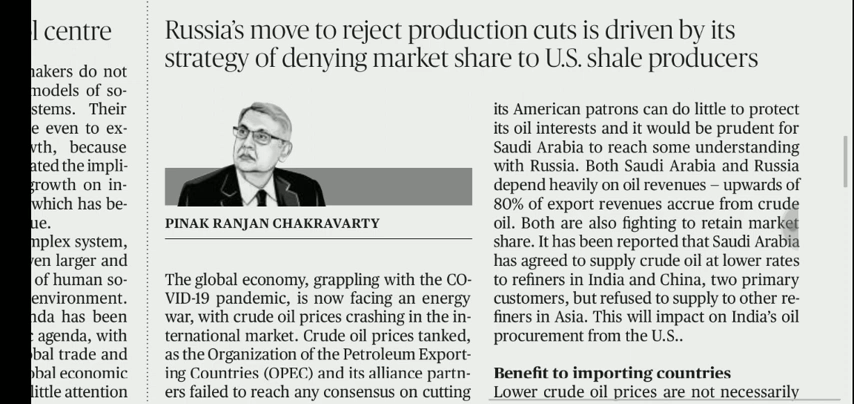 l centre
akers do not
models of so-
stems. Their
e even to ex-
wth, because
ated the impli-
growth on in-
which has be-
ue.
mplex system,
ven larger and
of human so-
environment.
nda has been
c agenda, with
obal trade and
obal economic
little attention
Russia's move to reject production cuts is driven by its
strategy of denying market share to U.S. shale producers
PINAK RANJAN CHAKRAVARTY
The global economy, grappling with the CO-
VID-19 pandemic, is now facing an energy
war, with crude oil prices crashing in the in-
ternational market. Crude oil prices tanked,
as the Organization of the Petroleum Export-
ing Countries (OPEC) and its alliance partn-
ers failed to reach any consensus on cutting
its American patrons can do little to protect
its oil interests and it would be prudent for
Saudi Arabia to reach some understanding
with Russia. Both Saudi Arabia and Russia
depend heavily on oil revenues – upwards of
80% of export revenues accrue from crude
oil. Both are also fighting to retain market
share. It has been reported that Saudi Arabia
has agreed to supply crude oil at lower rates
to refiners in India and China, two primary
customers, but refused to supply to other re-
finers in Asia. This will impact on India's oil
procurement from the U.S..
Benefit to importing countries
Lower crude oil prices are not necessarily